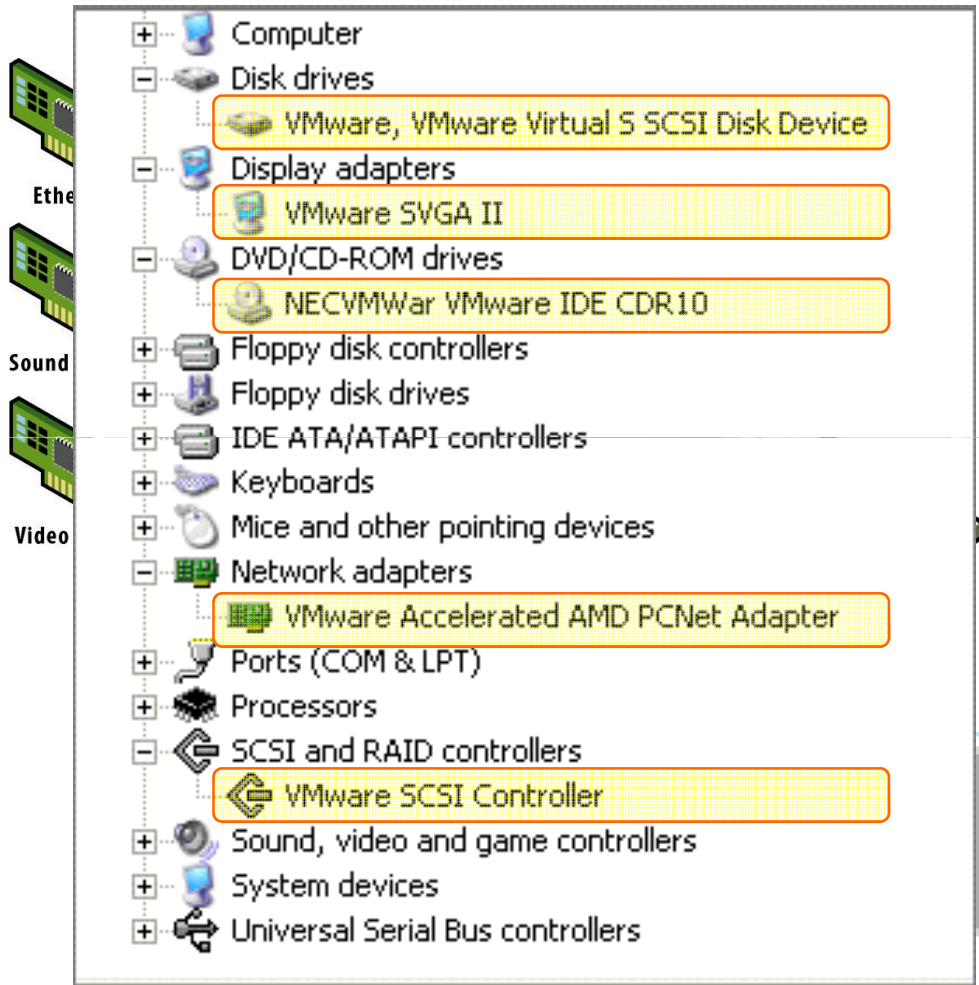 Computer
Disk drives
VMware, VMware Virtual S SCSI Disk Device
Display adapters
Ethe
VMware SVGA II
DVD/CD-ROM drives
NECVMWar VMware IDE CDR10
Floppy disk controllers
Sound
Floppy disk drives
IDE ATA/ATAPI controllers
Keyboards
Mice and other pointing devices
Video
Network adapters
VMware Accelerated AMD PCNet Adapter
Ports (COM & LPT)
Processors
SCSI and RAID controllers
VMware SCSI Controller
Sound, video and game controllers
System devices
Universal Serial Bus controllers